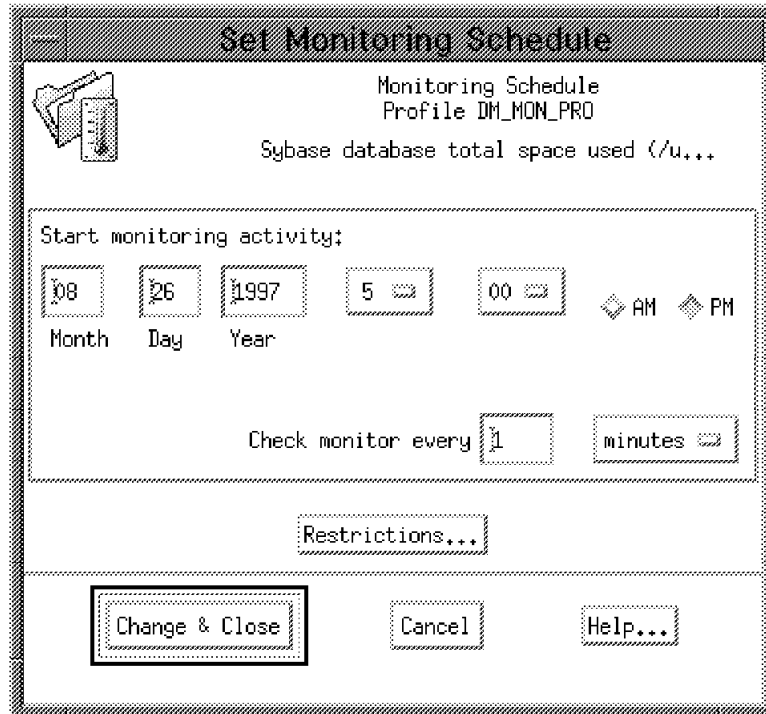 Set Monitoring Schedule
Monitoring Schedule
Profile DM_MON_PRO
Sybase database total space used (/u...
Start monitoring activity:
08 26 1997 5 00 AM PM
Month Day Year
Check monitor every 1 minutes
Restrictions...
Change & Close Cancel Help...